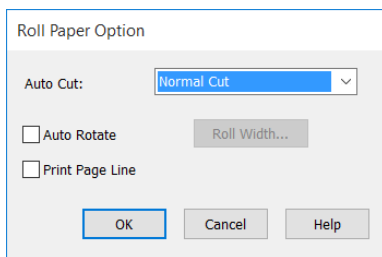 Roll Paper Option
Auto Cut: Normal Cut
Auto Rotate Roll Width...
Print Page Line
OK Cancel Help